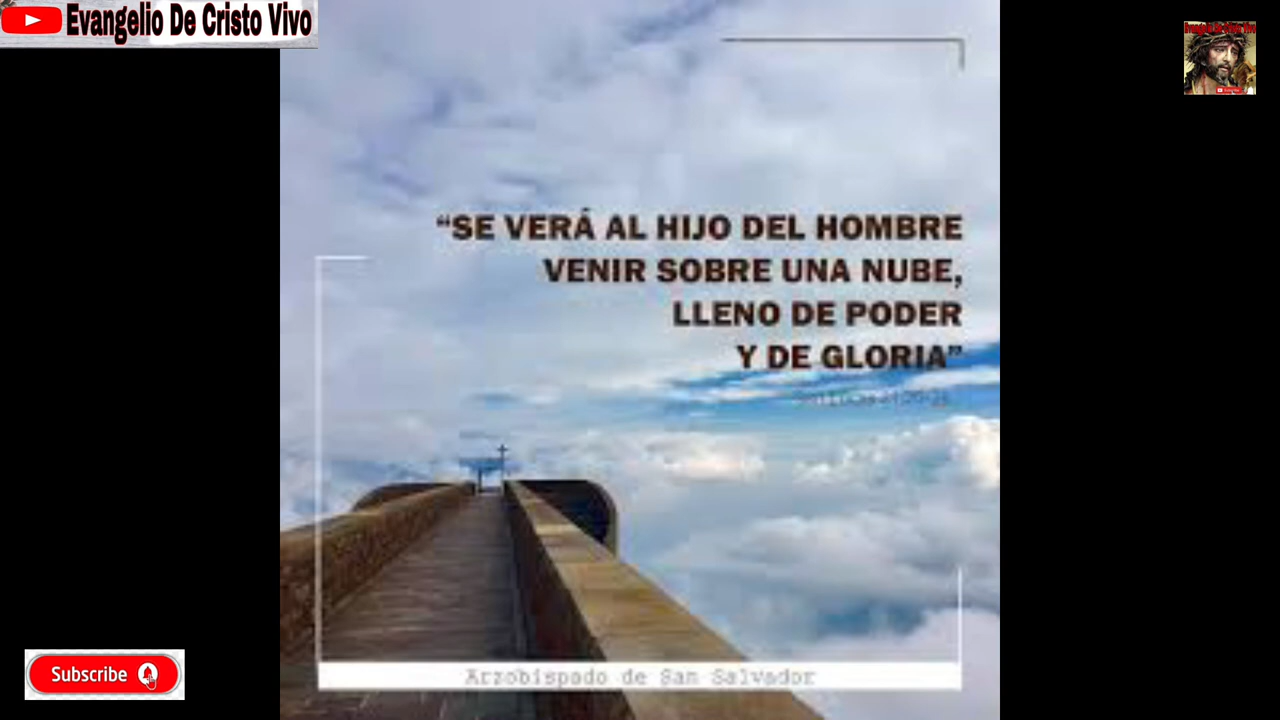 Evangelio De Cristo Vivo
“SE VERÁ AL HIJO DEL HOMBRE
VENIR SOBRE UNA NUBE,
LLENO DE PODER
Y DE GLORIA”
Arzobispado de San Salvador
Subscribe